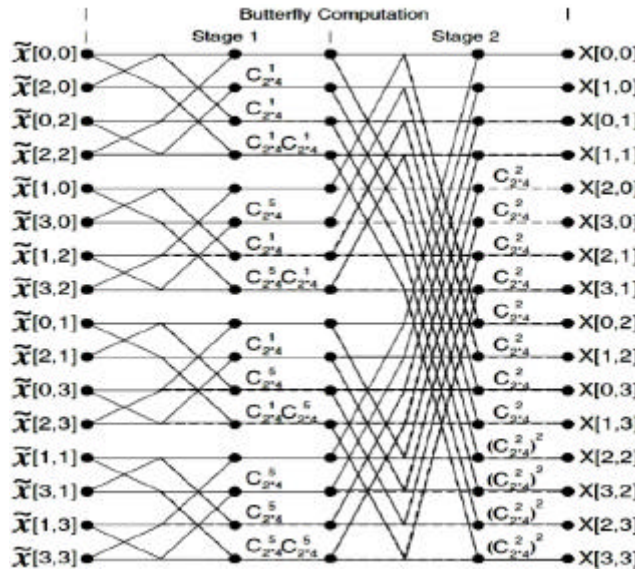 Butterfly Computation
Stage 1 Stage 2
x̃[0,0] X[0,0]
x̃[2,0] C¹₂*₄ X[1,0]
x̃[0,2] C¹₂*₄ X[0,1]
x̃[2,2] C¹₂*₄C¹₂*₄ X[1,1]
x̃[1,0] C²₂*₄ X[2,0]
x̃[3,0] C⁵₂*₄ C²₂*₄ X[3,0]
x̃[1,2] C¹₂*₄ C²₂*₄ X[2,1]
x̃[3,2] C⁵₂*₄C¹₂*₄ C²₂*₄ X[3,1]
x̃[0,1] C²₂*₄ X[0,2]
x̃[2,1] C¹₂*₄ C²₂*₄ X[1,2]
x̃[0,3] C⁵₂*₄ C²₂*₄ X[0,3]
x̃[2,3] C¹₂*₄C⁵₂*₄ C²₂*₄ X[1,3]
x̃[1,1] (C²₂*₄)² X[2,2]
x̃[3,1] C⁵₂*₄ (C²₂*₄)² X[3,2]
x̃[1,3] C⁵₂*₄ (C²₂*₄)² X[2,3]
x̃[3,3] C⁵₂*₄C⁵₂*₄ (C²₂*₄)² X[3,3]